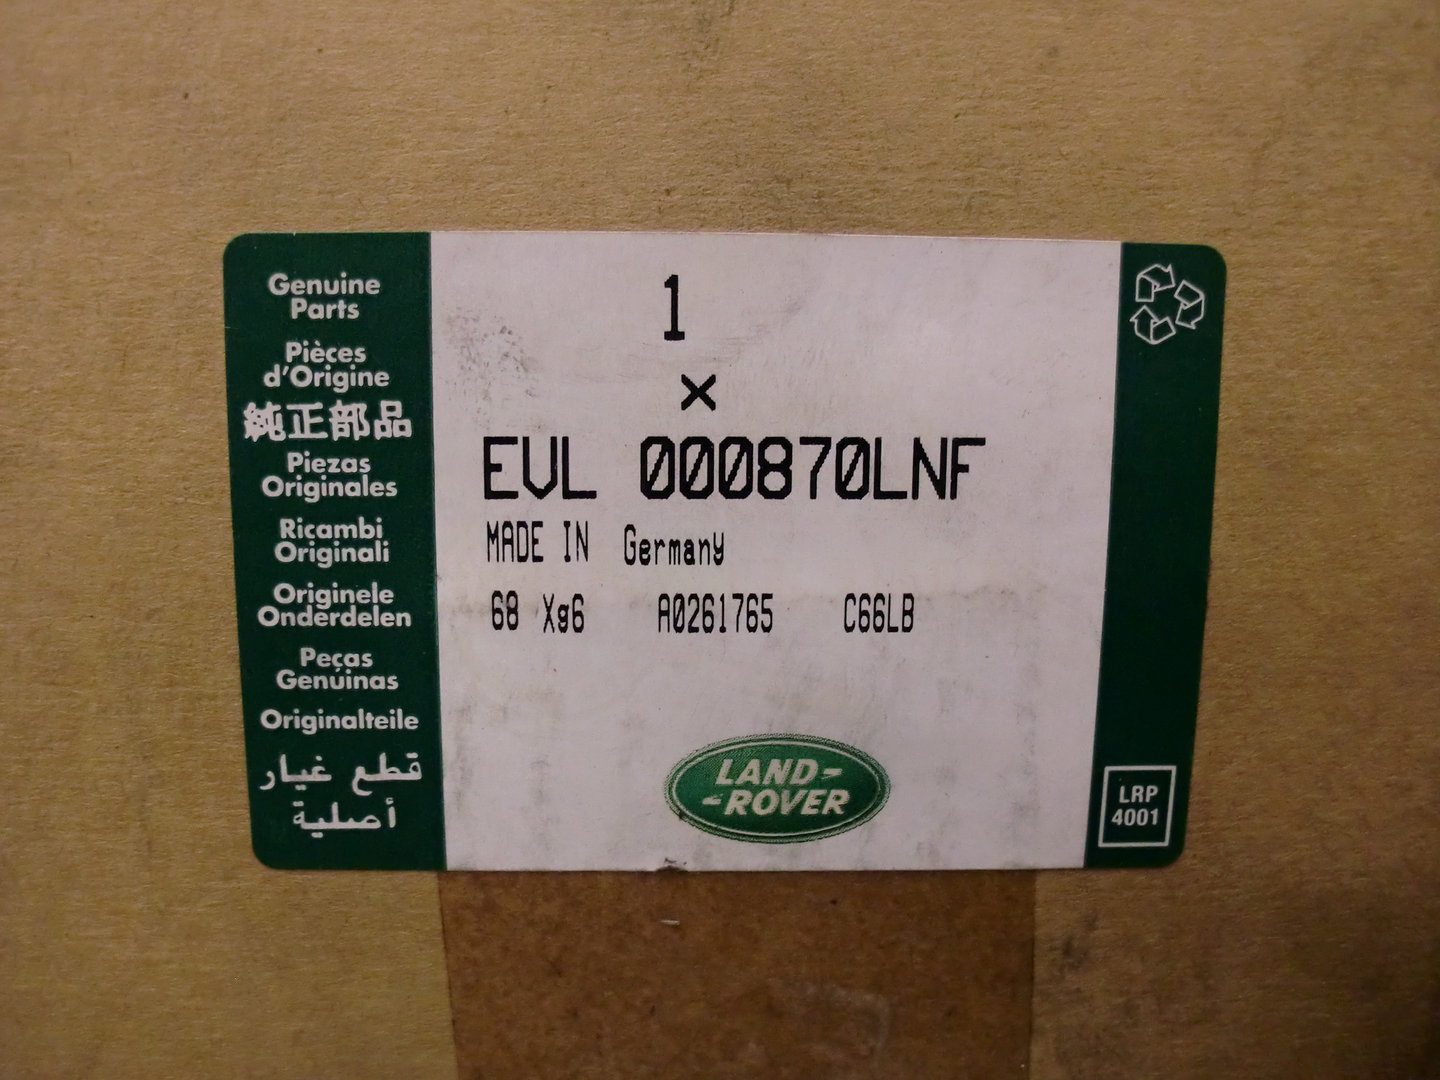 Genuine
Parts
Pièces
d'Origine
純正部品
Piezas
Originales
Ricambi
Originali
Originele
Onderdelen
Peças
Genuinas
Originalteile
قطع غيار
أصلية
1
×
EVL 000870LNF
MADE IN Germany
68 Xg6 A0261765 C66LB
LAND-
-ROVER
LRP
4001